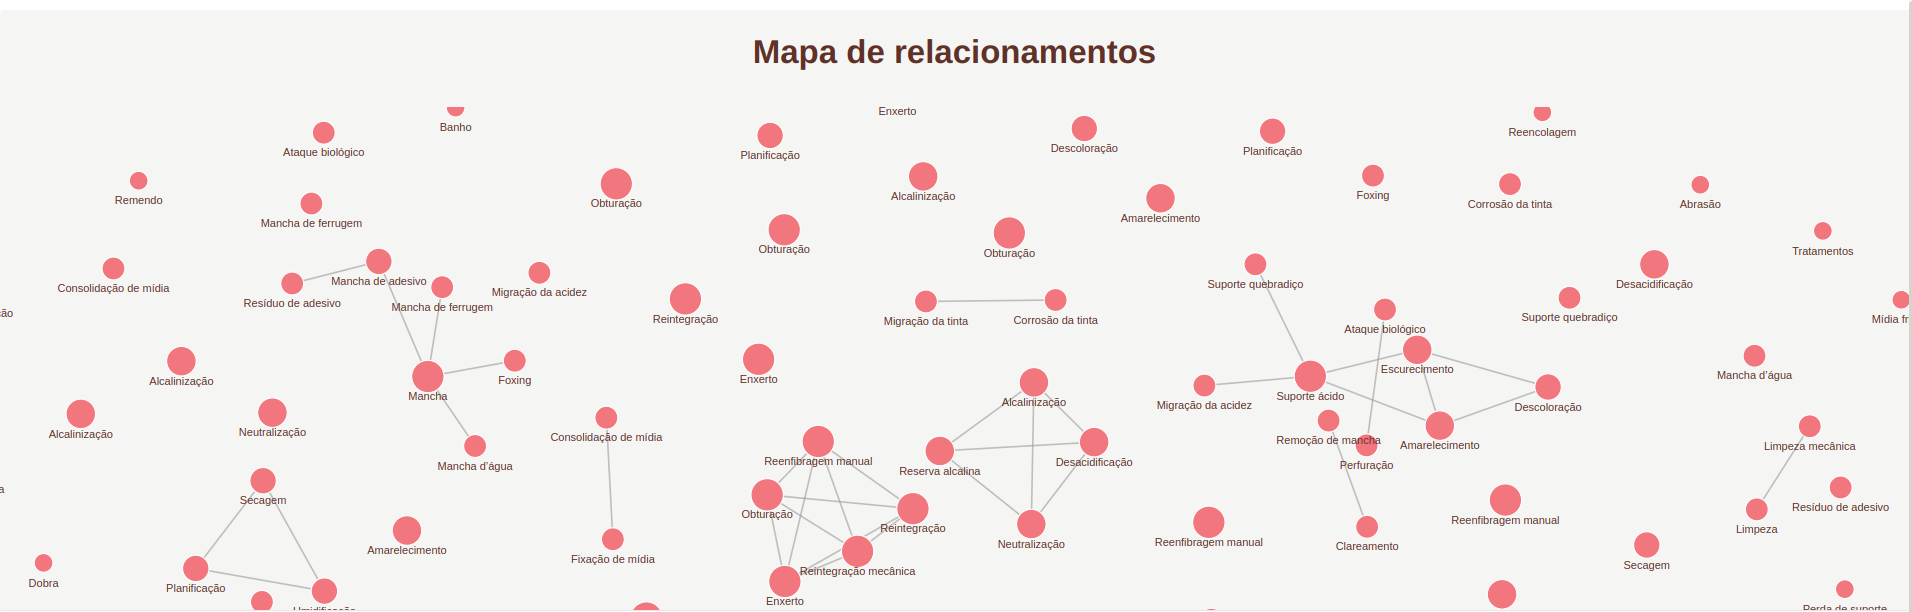 Mapa de relacionamentos
Enxerto
Banho
Reencolagem
Descoloração
Ataque biológico
Planificação
Planificação
Foxing
Alcalinização
Remendo
Obturação
Corrosão da tinta
Abrasão
Amarelecimento
Mancha de ferrugem
Obturação
Obturação
Tratamentos
Mancha de adesivo
Suporte quebradiço
Desacidificação
Consolidação de mídia
Migração da acidez
Resíduo de adesivo
Mancha de ferrugem
ão
Suporte quebradiço
Reintegração
Mídia fr
Migração da tinta
Corrosão da tinta
Ataque biológico
Escurecimento
Mancha d'água
Enxerto
Alcalinização
Foxing
Mancha
Suporte ácido
Alcalinização
Migração da acidez
Descoloração
Neutralização
Alcalinização
Consolidação de mídia
Remoção de mancha
Amarelecimento
Limpeza mecânica
Reenfibragem manual
Desacidificação
Mancha d'água
Perfuração
Reserva alcalina
a
Secagem
Resíduo de adesivo
Obturação
Reenfibragem manual
Reintegração
Limpeza
Reenfibragem manual
Neutralização
Clareamento
Amarelecimento
Fixação de mídia
Secagem
Reintegração mecânica
Dobra
Planificação
Enxerto
Umidificação
Perda de suporte